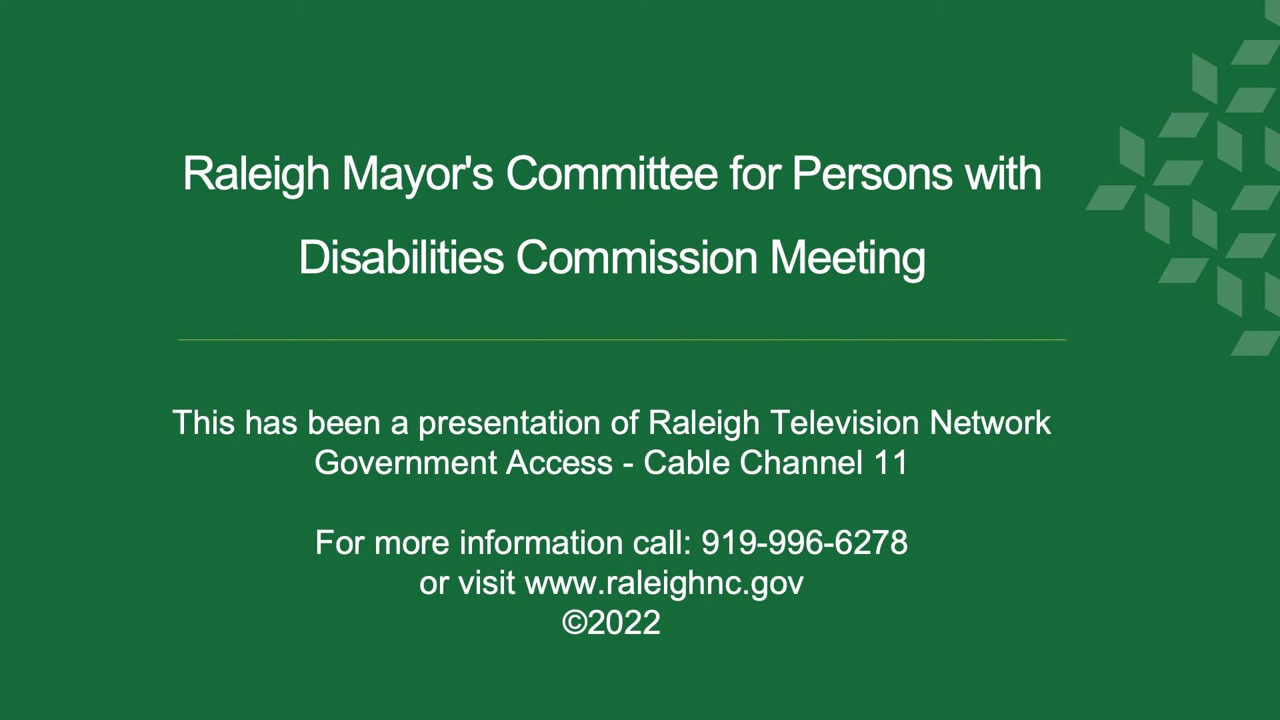 Raleigh Mayor's Committee for Persons with
Disabilities Commission Meeting
This has been a presentation of Raleigh Television Network
Government Access - Cable Channel 11
For more information call: 919-996-6278
or visit www.raleighnc.gov
©2022